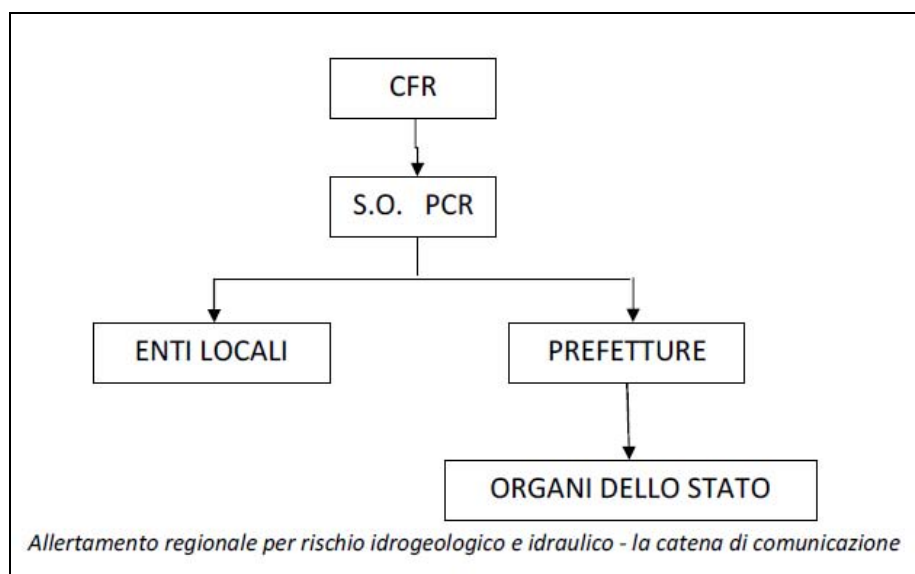 CFR
S.O. PCR
ENTI LOCALI
PREFETTURE
ORGANI DELLO STATO
Allertamento regionale per rischio idrogeologico e idraulico - la catena di comunicazione